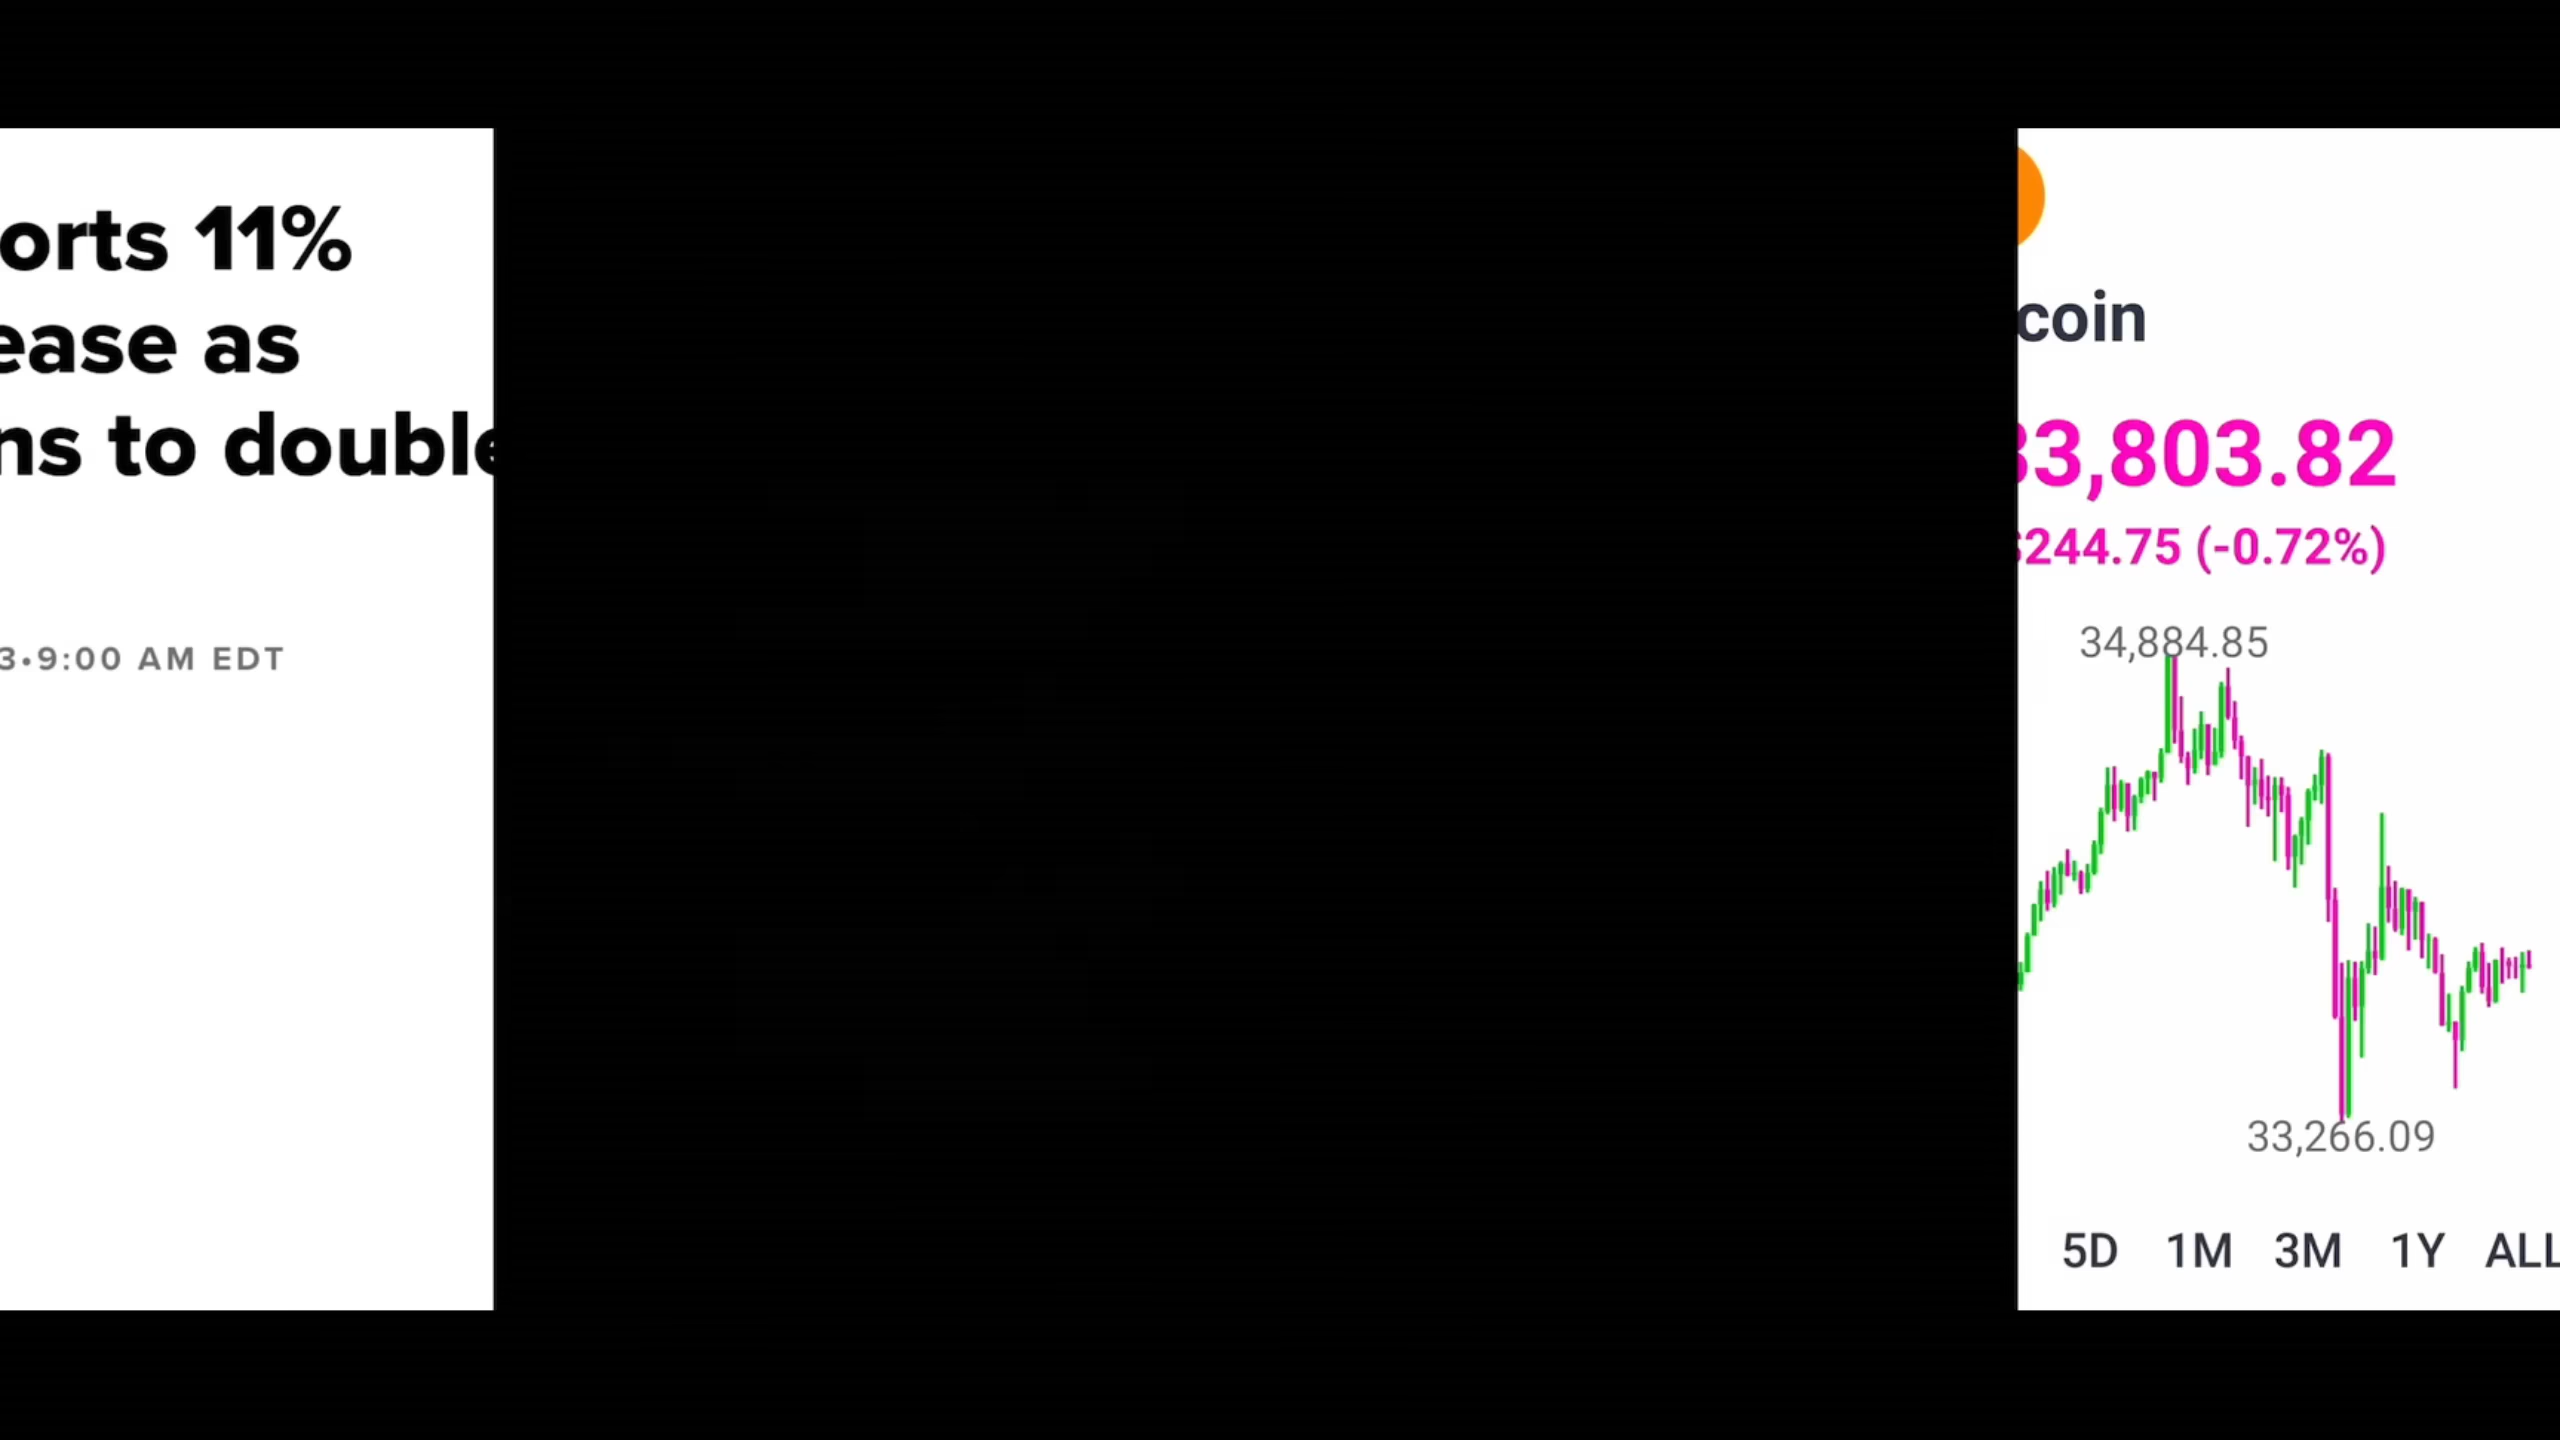 orts 11%
ease as
ns to double
3•9:00 AM EDT
coin
33,803.82
$244.75 (-0.72%)
34,884.85
33,266.09
5D 1M 3M 1Y ALL